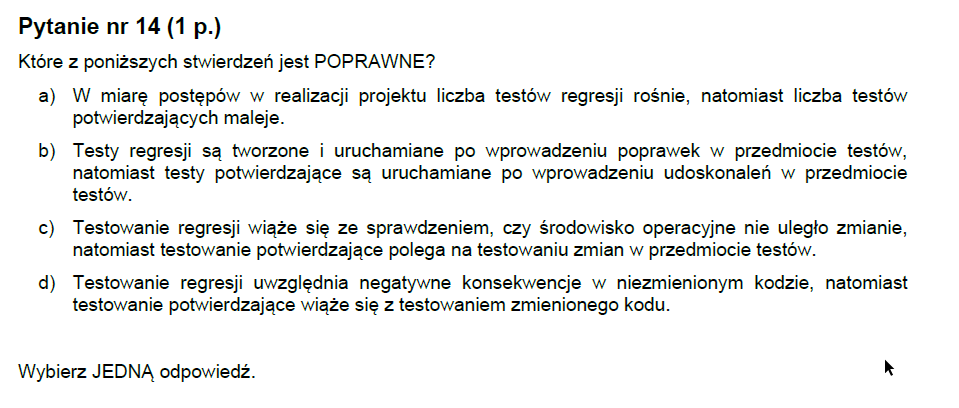 Pytanie nr 14 (1 p.)
Które z poniższych stwierdzeń jest POPRAWNE?
a) W miarę postępów w realizacji projektu liczba testów regresji rośnie, natomiast liczba testów
potwierdzających maleje.
b) Testy regresji są tworzone i uruchamiane po wprowadzeniu poprawek w przedmiocie testów,
natomiast testy potwierdzające są uruchamiane po wprowadzeniu udoskonaleń w przedmiocie
testów.
c) Testowanie regresji wiąże się ze sprawdzeniem, czy środowisko operacyjne nie uległo zmianie,
natomiast testowanie potwierdzające polega na testowaniu zmian w przedmiocie testów.
d) Testowanie regresji uwzględnia negatywne konsekwencje w niezmienionym kodzie, natomiast
testowanie potwierdzające wiąże się z testowaniem zmienionego kodu.
Wybierz JEDNĄ odpowiedź.